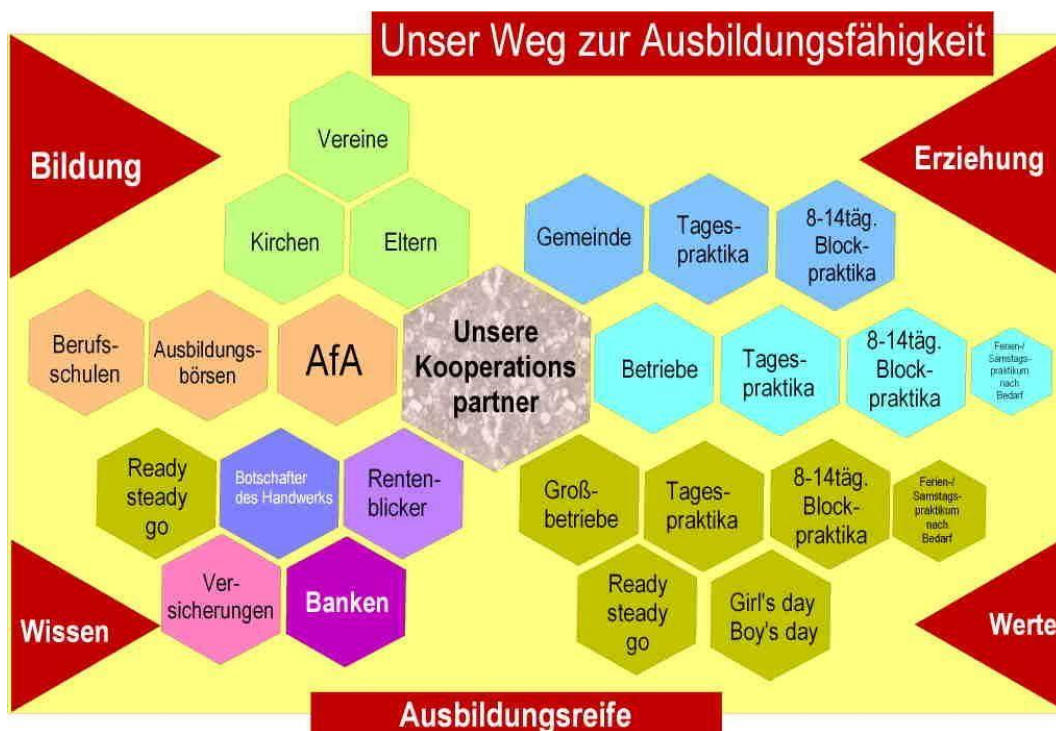 Unser Weg zur Ausbildungsfähigkeit
Bildung
Erziehung
Vereine
Kirchen
Eltern
Gemeinde
Tages-
praktika
8-14täg.
Block-
praktika
Berufs-
schulen
Ausbildungs-
börsen
AfA
Unsere
Kooperations
partner
Betriebe
Tages-
praktika
8-14täg.
Block-
praktika
Ferien-/
Samstags-
praktikum
nach
Bedarf
Ready
steady
go
Botschafter
des Handwerks
Renten-
blicker
Groß-
betriebe
Tages-
praktika
8-14täg.
Block-
praktika
Ferien-/
Samstags-
praktikum
nach
Bedarf
Ver-
sicherungen
Banken
Ready
steady
go
Girl's day
Boy's day
Wissen
Werte
Ausbildungsreife